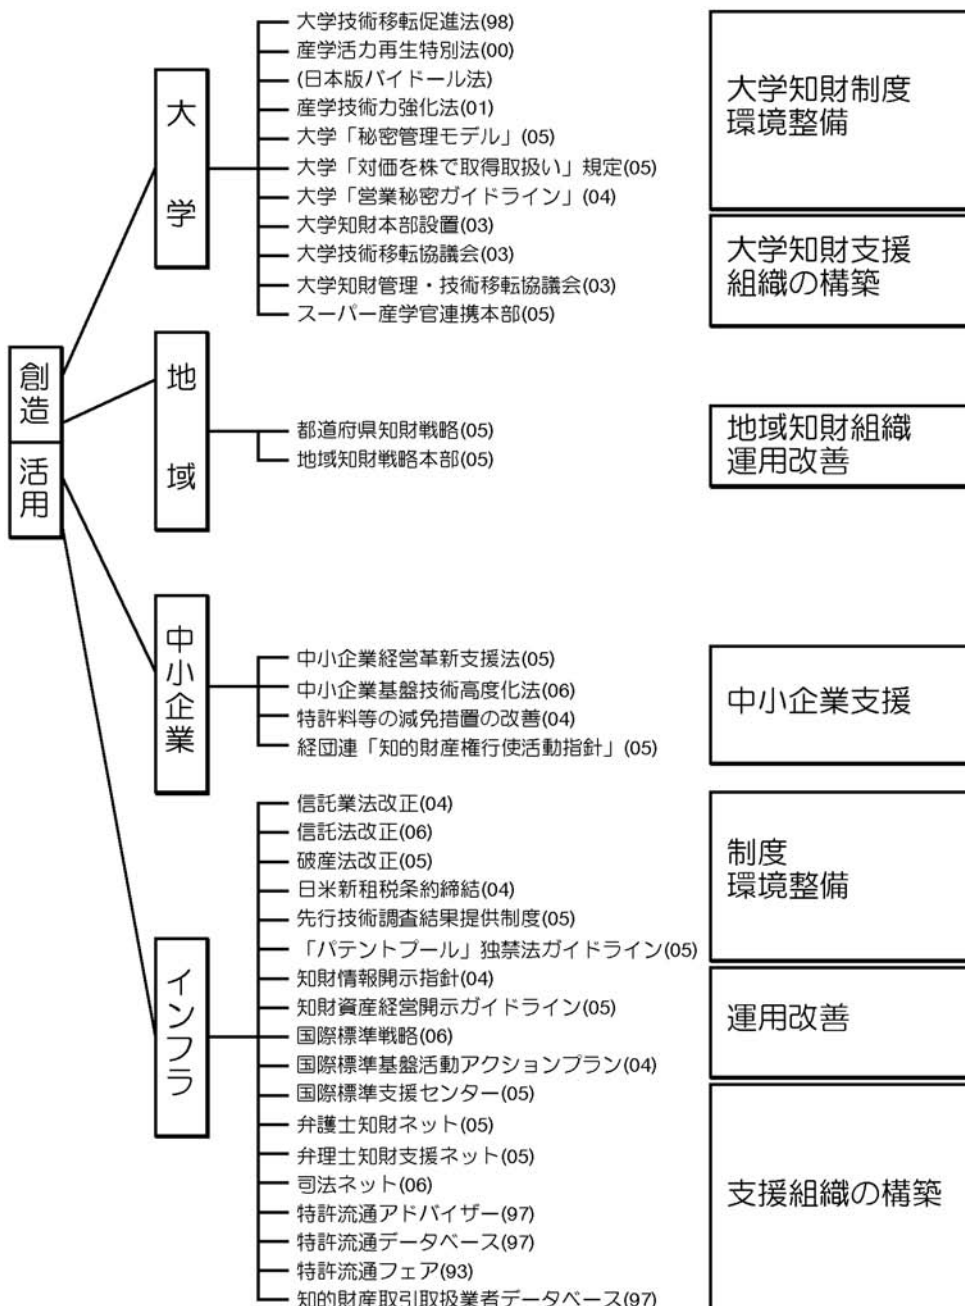 創造
活用
大学
大学技術移転促進法(98)
産学活力再生特別法(00)
(日本版バイドール法)
産学技術力強化法(01)
大学「秘密管理モデル」(05)
大学「対価を株で取得取扱い」規定(05)
大学「営業秘密ガイドライン」(04)
大学知財本部設置(03)
大学技術移転協議会(03)
大学知財管理・技術移転協議会(03)
スーパー産学官連携本部(05)
大学知財制度
環境整備
大学知財支援
組織の構築
地域
都道府県知財戦略(05)
地域知財戦略本部(05)
地域知財組織
運用改善
中小企業
中小企業経営革新支援法(05)
中小企業基盤技術高度化法(06)
特許料等の減免措置の改善(04)
経団連「知的財産権行使活動指針」(05)
中小企業支援
インフラ
信託業法改正(04)
信託法改正(06)
破産法改正(05)
日米新租税条約締結(04)
先行技術調査結果提供制度(05)
「パテントプール」独禁法ガイドライン(05)
知財情報開示指針(04)
知財資産経営開示ガイドライン(05)
国際標準戦略(06)
国際標準基盤活動アクションプラン(04)
国際標準支援センター(05)
弁護士知財ネット(05)
弁理士知財支援ネット(05)
司法ネット(06)
特許流通アドバイザー(97)
特許流通データベース(97)
特許流通フェア(93)
知的財産取引取扱業者データベース(97)
制度
環境整備
運用改善
支援組織の構築